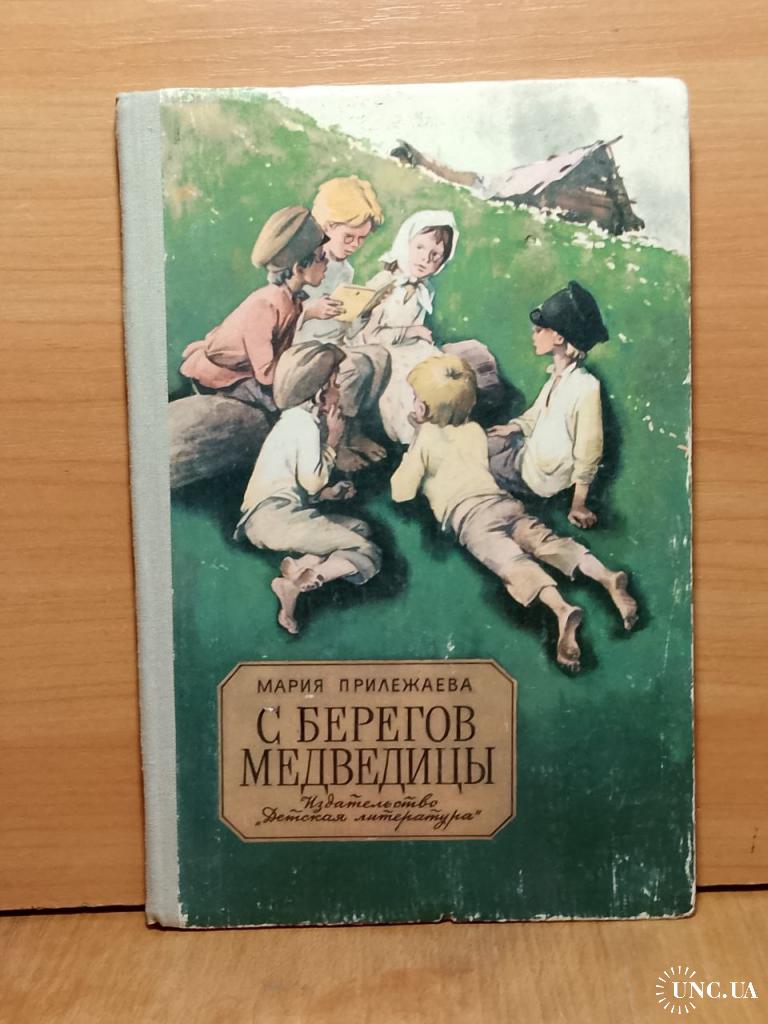 МАРИЯ ПРИЛЕЖАЕВА
С БЕРЕГОВ
МЕДВЕДИЦЫ
Издательство
„Детская литература"
UNC.UA